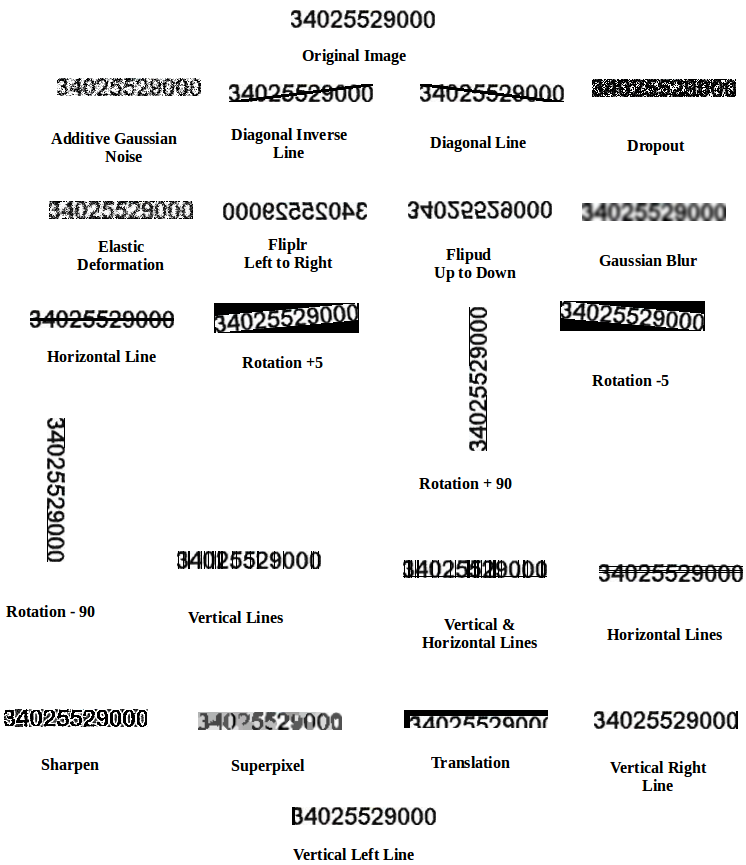 34025529000
Original Image
34025529000 34025529000 34025529000 34025529000
Additive Gaussian
Noise
Diagonal Inverse
Line
Diagonal Line
Dropout
34025529000 34025529000 34025529000 34025529000
Elastic
Deformation
Fliplr
Left to Right
Flipud
Up to Down
Gaussian Blur
34025529000 34025529000 34025529000 34025529000
Horizontal Line
Rotation +5
Rotation + 90
Rotation -5
34025529000
Rotation - 90
34025529000
Vertical Lines
34025529000
Vertical &
Horizontal Lines
34025529000
Horizontal Lines
34025529000 34025529000 34025529000 34025529000
Sharpen
Superpixel
Translation
Vertical Right
Line
34025529000
Vertical Left Line